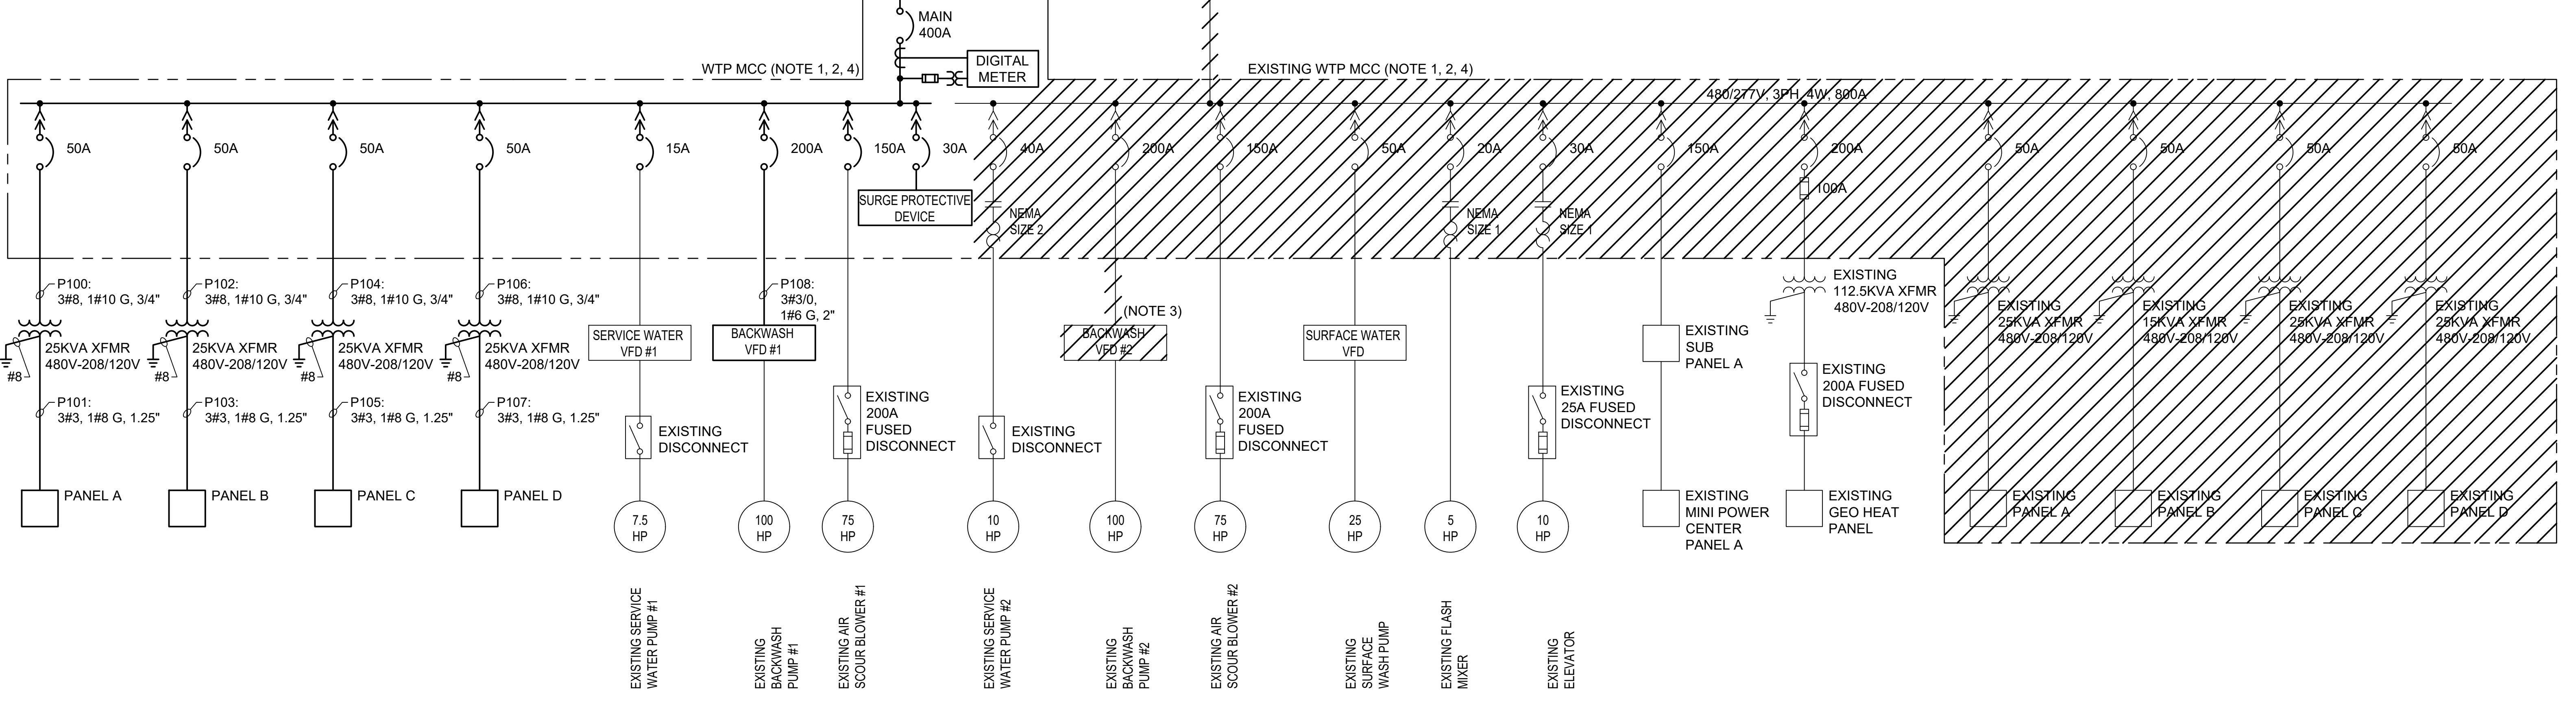 MAIN
400A
DIGITAL
METER
WTP MCC (NOTE 1, 2, 4)
EXISTING WTP MCC (NOTE 1, 2, 4)
480/277V, 3PH, 4W, 800A
50A
50A
50A
50A
15A
200A
150A
30A
40A
200A
150A
50A
20A
30A
150A
200A
50A
50A
50A
50A
100A
SURGE PROTECTIVE
DEVICE
NEMA
SIZE 2
NEMA
SIZE 1
NEMA
SIZE 1
P100:
3#8, 1#10 G, 3/4"
P102:
3#8, 1#10 G, 3/4"
P104:
3#8, 1#10 G, 3/4"
P106:
3#8, 1#10 G, 3/4"
P108:
3#3/0,
1#6 G, 2"
(NOTE 3)
25KVA XFMR
480V-208/120V
#8
25KVA XFMR
480V-208/120V
#8
25KVA XFMR
480V-208/120V
#8
25KVA XFMR
480V-208/120V
#8
SERVICE WATER
VFD #1
BACKWASH
VFD #1
BACKWASH
VFD #2
SURFACE WATER
VFD
EXISTING
SUB
PANEL A
EXISTING
112.5KVA XFMR
480V-208/120V
EXISTING
25KVA XFMR
480V-208/120V
EXISTING
15KVA XFMR
480V-208/120V
EXISTING
25KVA XFMR
480V-208/120V
EXISTING
25KVA XFMR
480V-208/120V
P101:
3#3, 1#8 G, 1.25"
P103:
3#3, 1#8 G, 1.25"
P105:
3#3, 1#8 G, 1.25"
P107:
3#3, 1#8 G, 1.25"
EXISTING
DISCONNECT
EXISTING
200A
FUSED
DISCONNECT
EXISTING
DISCONNECT
EXISTING
200A
FUSED
DISCONNECT
EXISTING
25A FUSED
DISCONNECT
EXISTING
200A FUSED
DISCONNECT
PANEL A
PANEL B
PANEL C
PANEL D
7.5
HP
100
HP
75
HP
10
HP
100
HP
75
HP
25
HP
5
HP
10
HP
EXISTING
MINI POWER
CENTER
PANEL A
EXISTING
GEO HEAT
PANEL
EXISTING
PANEL A
EXISTING
PANEL B
EXISTING
PANEL C
EXISTING
PANEL D
EXISTING SERVICE
WATER PUMP #1
EXISTING
BACKWASH
PUMP #1
EXISTING AIR
SCOUR BLOWER #1
EXISTING SERVICE
WATER PUMP #2
EXISTING
BACKWASH
PUMP #2
EXISTING AIR
SCOUR BLOWER #2
EXISTING
SURFACE
WASH PUMP
EXISTING FLASH
MIXER
EXISTING
ELEVATOR